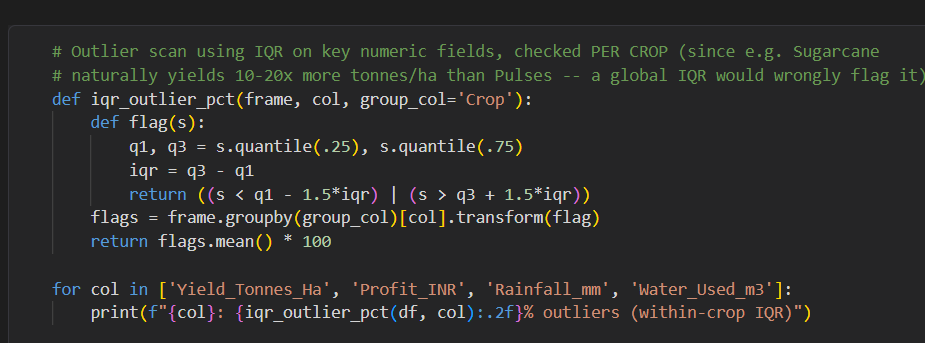 # Outlier scan using IQR on key numeric fields, checked PER CROP (since e.g. Sugarcane
# naturally yields 10-20x more tonnes/ha than Pulses -- a global IQR would wrongly flag it)
def iqr_outlier_pct(frame, col, group_col='Crop'):
    def flag(s):
        q1, q3 = s.quantile(.25), s.quantile(.75)
        iqr = q3 - q1
        return ((s < q1 - 1.5*iqr) | (s > q3 + 1.5*iqr))
    flags = frame.groupby(group_col)[col].transform(flag)
    return flags.mean() * 100

for col in ['Yield_Tonnes_Ha', 'Profit_INR', 'Rainfall_mm', 'Water_Used_m3']:
    print(f"{col}: {iqr_outlier_pct(df, col):.2f}% outliers (within-crop IQR)")